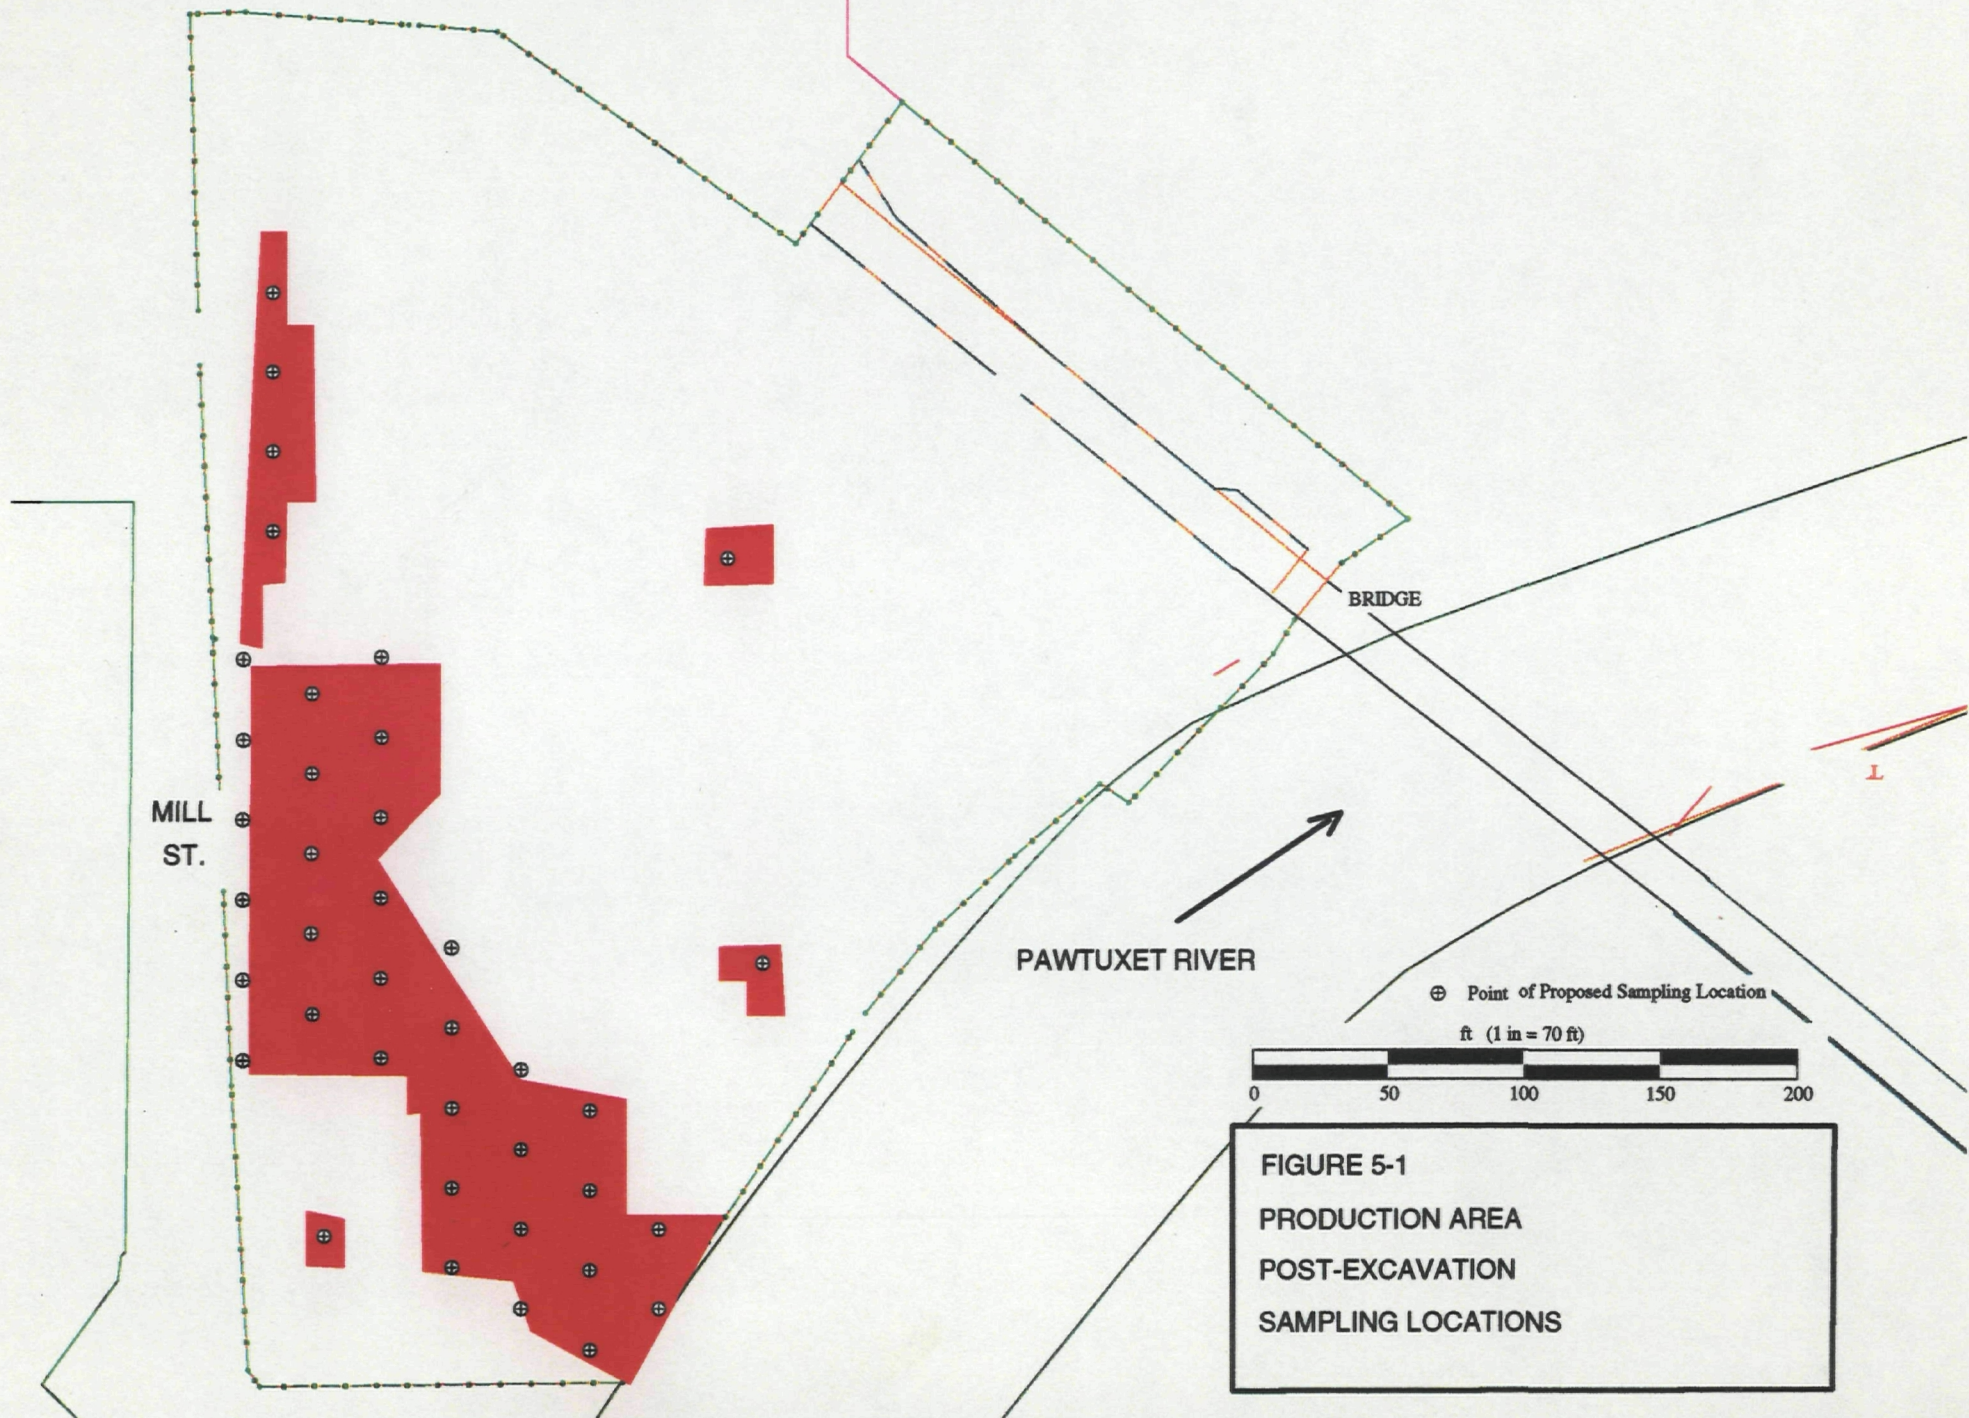 BRIDGE
MILL
ST.
PAWTUXET RIVER
Point of Proposed Sampling Location
ft (1 in = 70 ft)
0 50 100 150 200
FIGURE 5-1
PRODUCTION AREA
POST-EXCAVATION
SAMPLING LOCATIONS